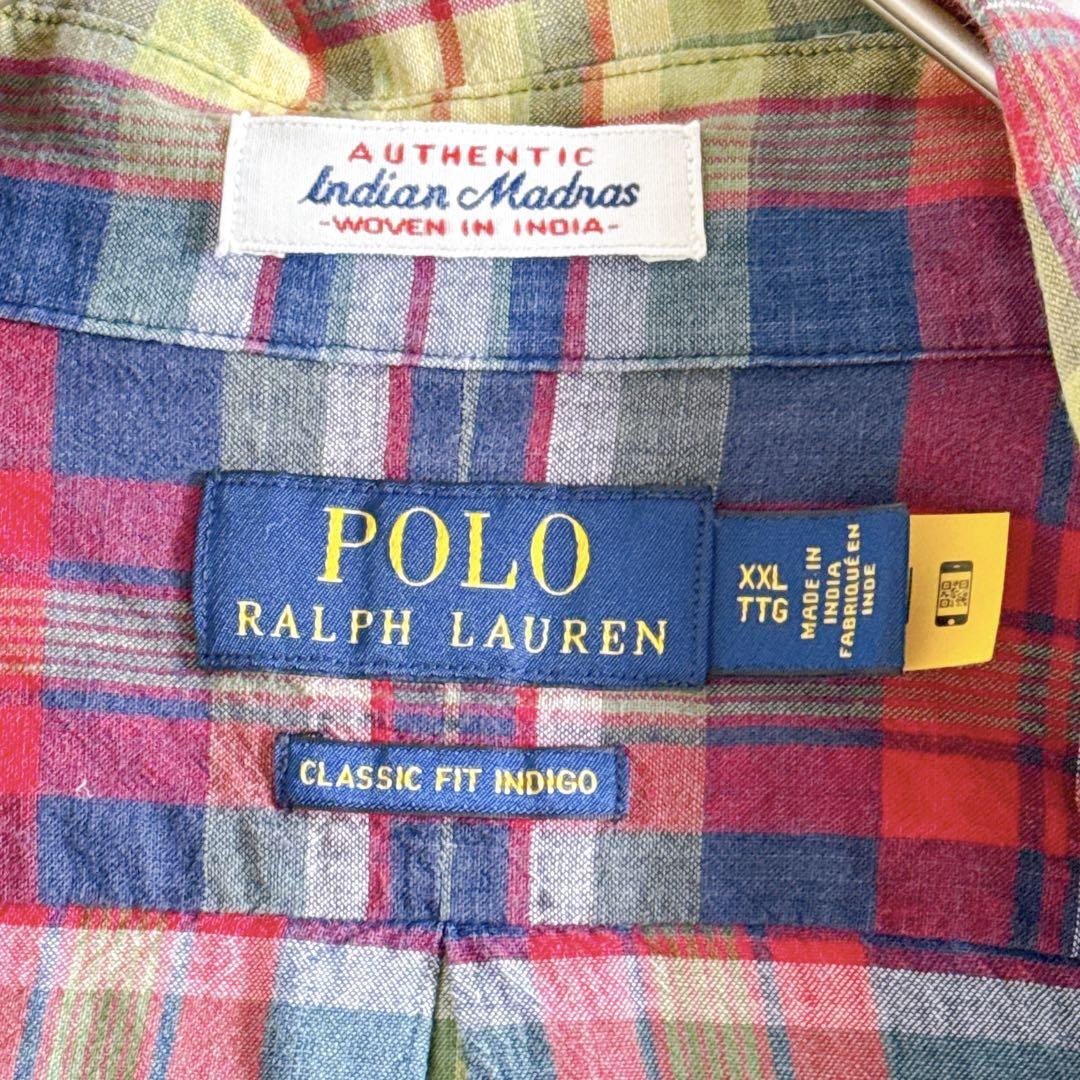 AUTHENTIC
Indian Madras
-WOVEN IN INDIA-
POLO
RALPH LAUREN
XXL
TTG
MADE IN
INDIA
FABRIQUÉ EN
INDE
CLASSIC FIT INDIGO